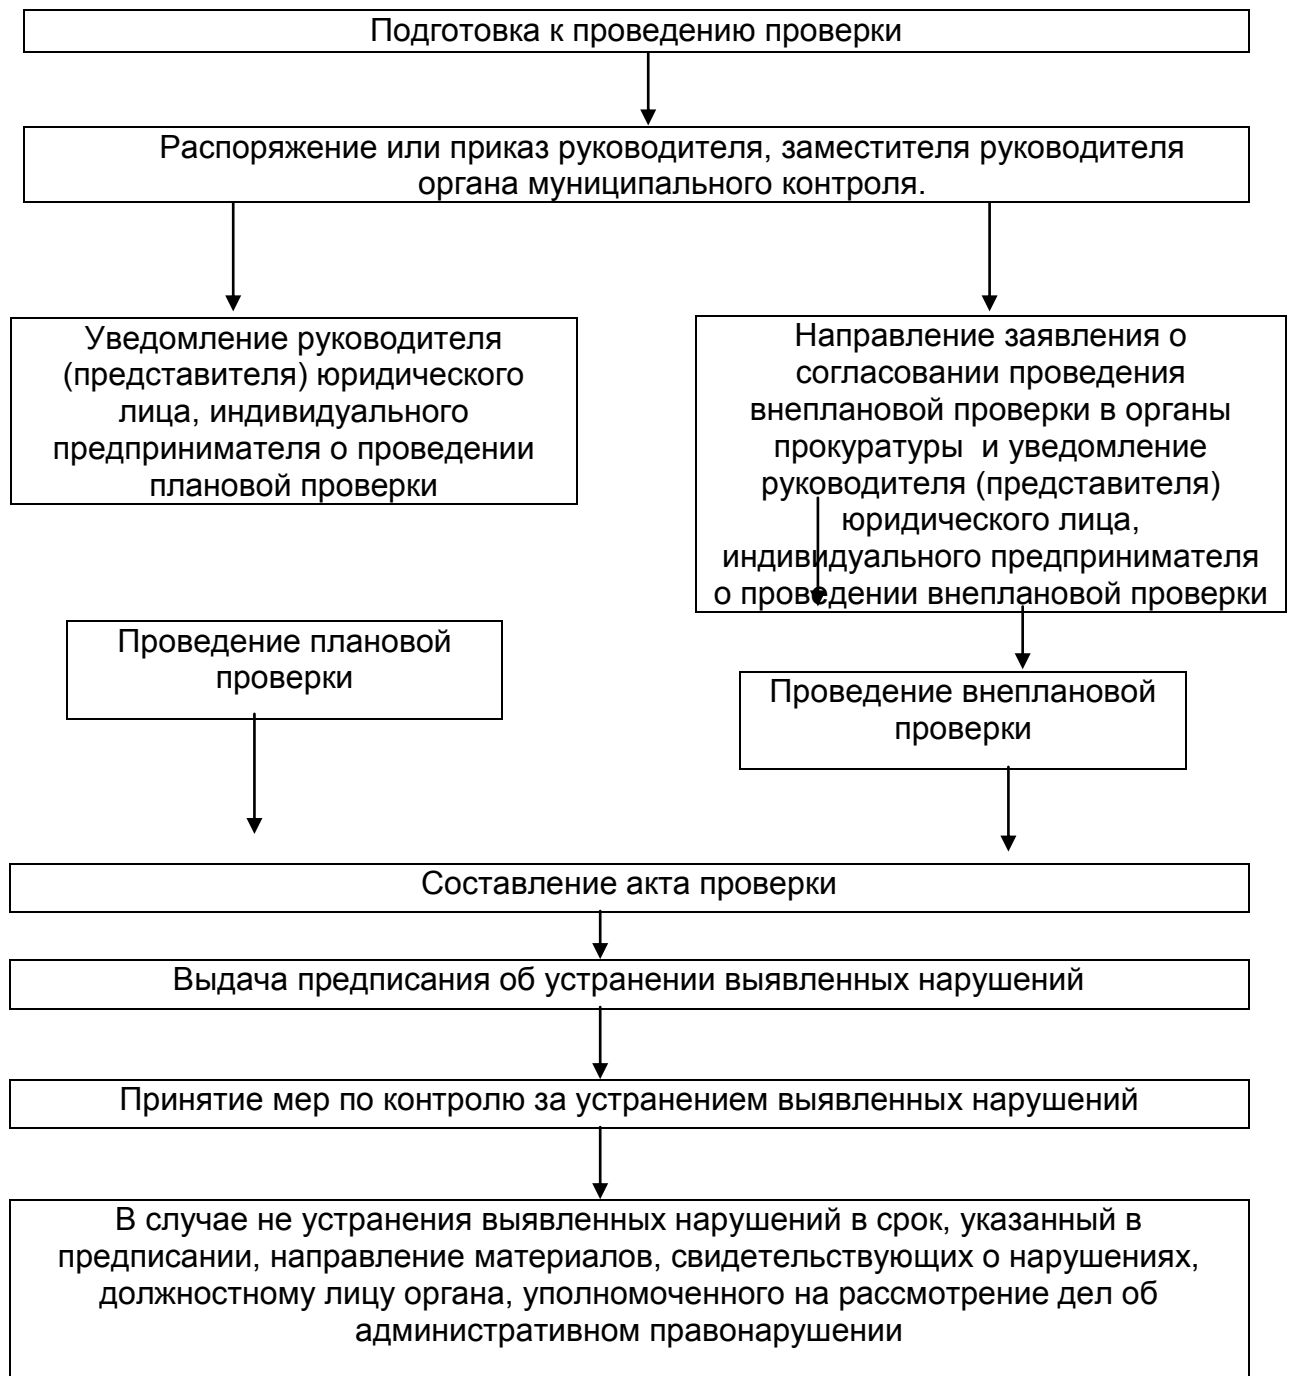 Подготовка к проведению проверки
Распоряжение или приказ руководителя, заместителя руководителя
органа муниципального контроля.
Уведомление руководителя
(представителя) юридического
лица, индивидуального
предпринимателя о проведении
плановой проверки
Направление заявления о
согласовании проведения
внеплановой проверки в органы
прокуратуры и уведомление
руководителя (представителя)
юридического лица,
индивидуального предпринимателя
о проведении внеплановой проверки
Проведение плановой
проверки
Проведение внеплановой
проверки
Составление акта проверки
Выдача предписания об устранении выявленных нарушений
Принятие мер по контролю за устранением выявленных нарушений
В случае не устранения выявленных нарушений в срок, указанный в
предписании, направление материалов, свидетельствующих о нарушениях,
должностному лицу органа, уполномоченного на рассмотрение дел об
административном правонарушении